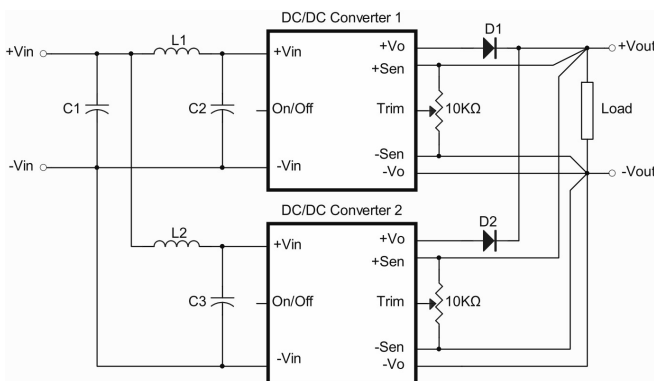 DC/DC Converter 1
D1
+Vin
L1
+Vin
+Vo
+Vout
+Sen
C1
C2
On/Off
Trim
10KΩ
Load
-Vin
-Vin
-Sen
-Vo
-Vout
DC/DC Converter 2
D2
L2
+Vin
+Vo
+Sen
C3
On/Off
Trim
10KΩ
-Vin
-Sen
-Vo